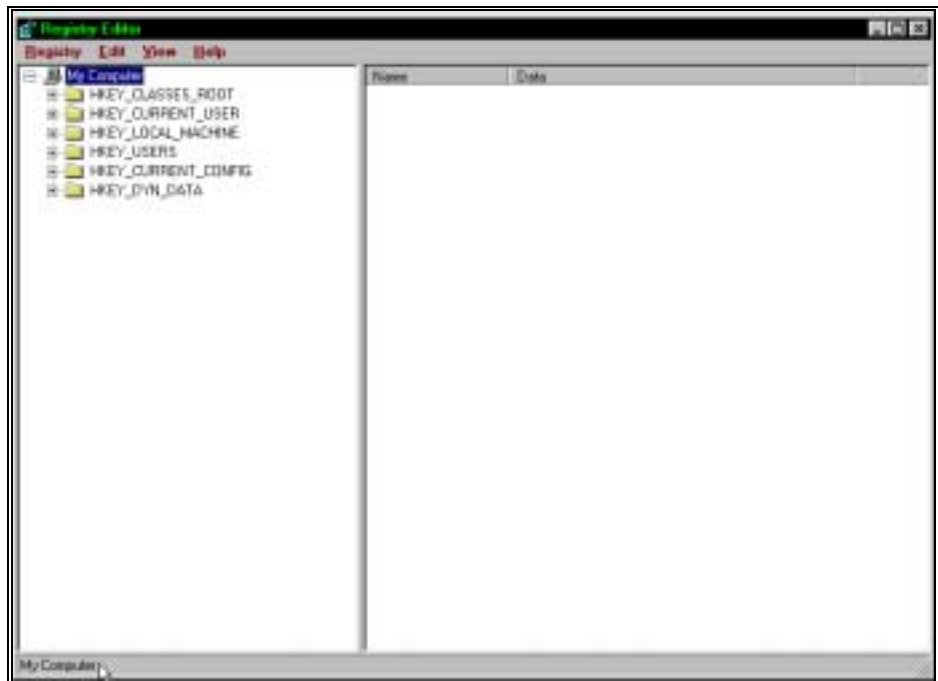 Registry Editor
Registry Edit View Help
My Computer
HKEY_CLASSES_ROOT
HKEY_CURRENT_USER
HKEY_LOCAL_MACHINE
HKEY_USERS
HKEY_CURRENT_CONFIG
HKEY_DYN_DATA
Name Data
My Computer